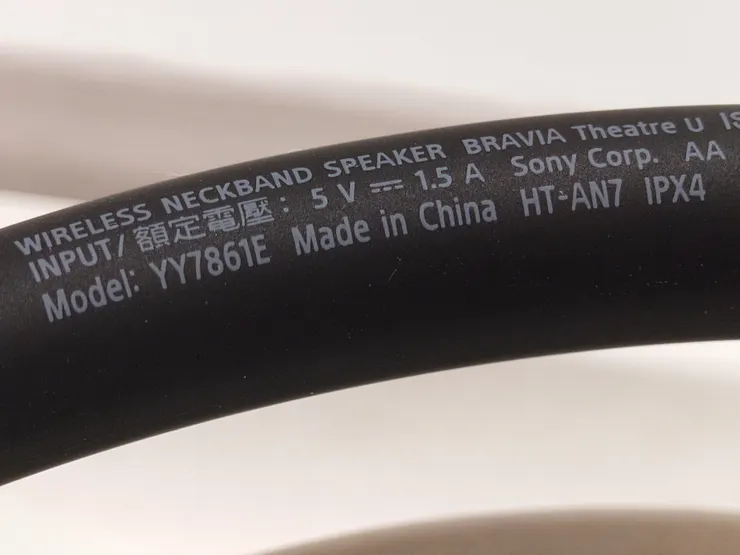 WIRELESS NECKBAND SPEAKER BRAVIA Theatre U
INPUT/額定電壓: 5 V ⎓ 1.5 A Sony Corp. AA
Model: YY7861E Made in China HT-AN7 IPX4